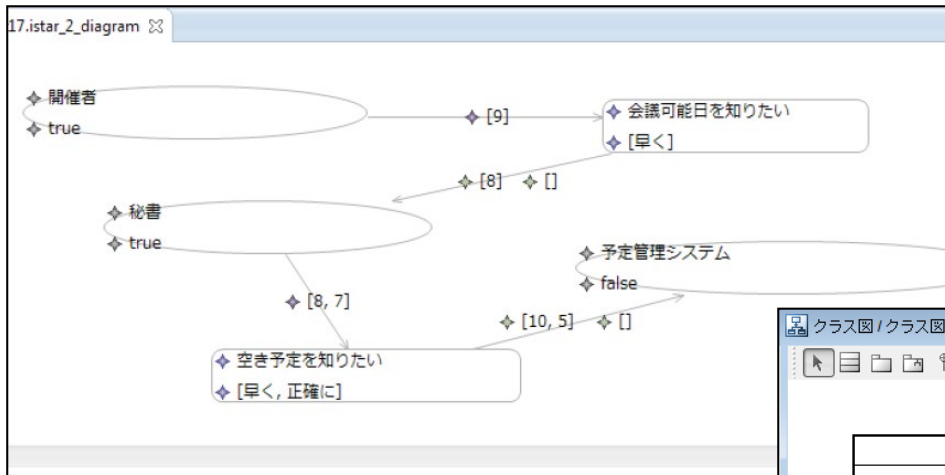 17.istar_2_diagram
開催者
true
[9]
会議可能日を知りたい
[早く]
[8] []
秘書
true
予定管理システム
false
[8, 7]
[10, 5] []
空き予定を知りたい
[早く, 正確に]
クラス図 / クラス図